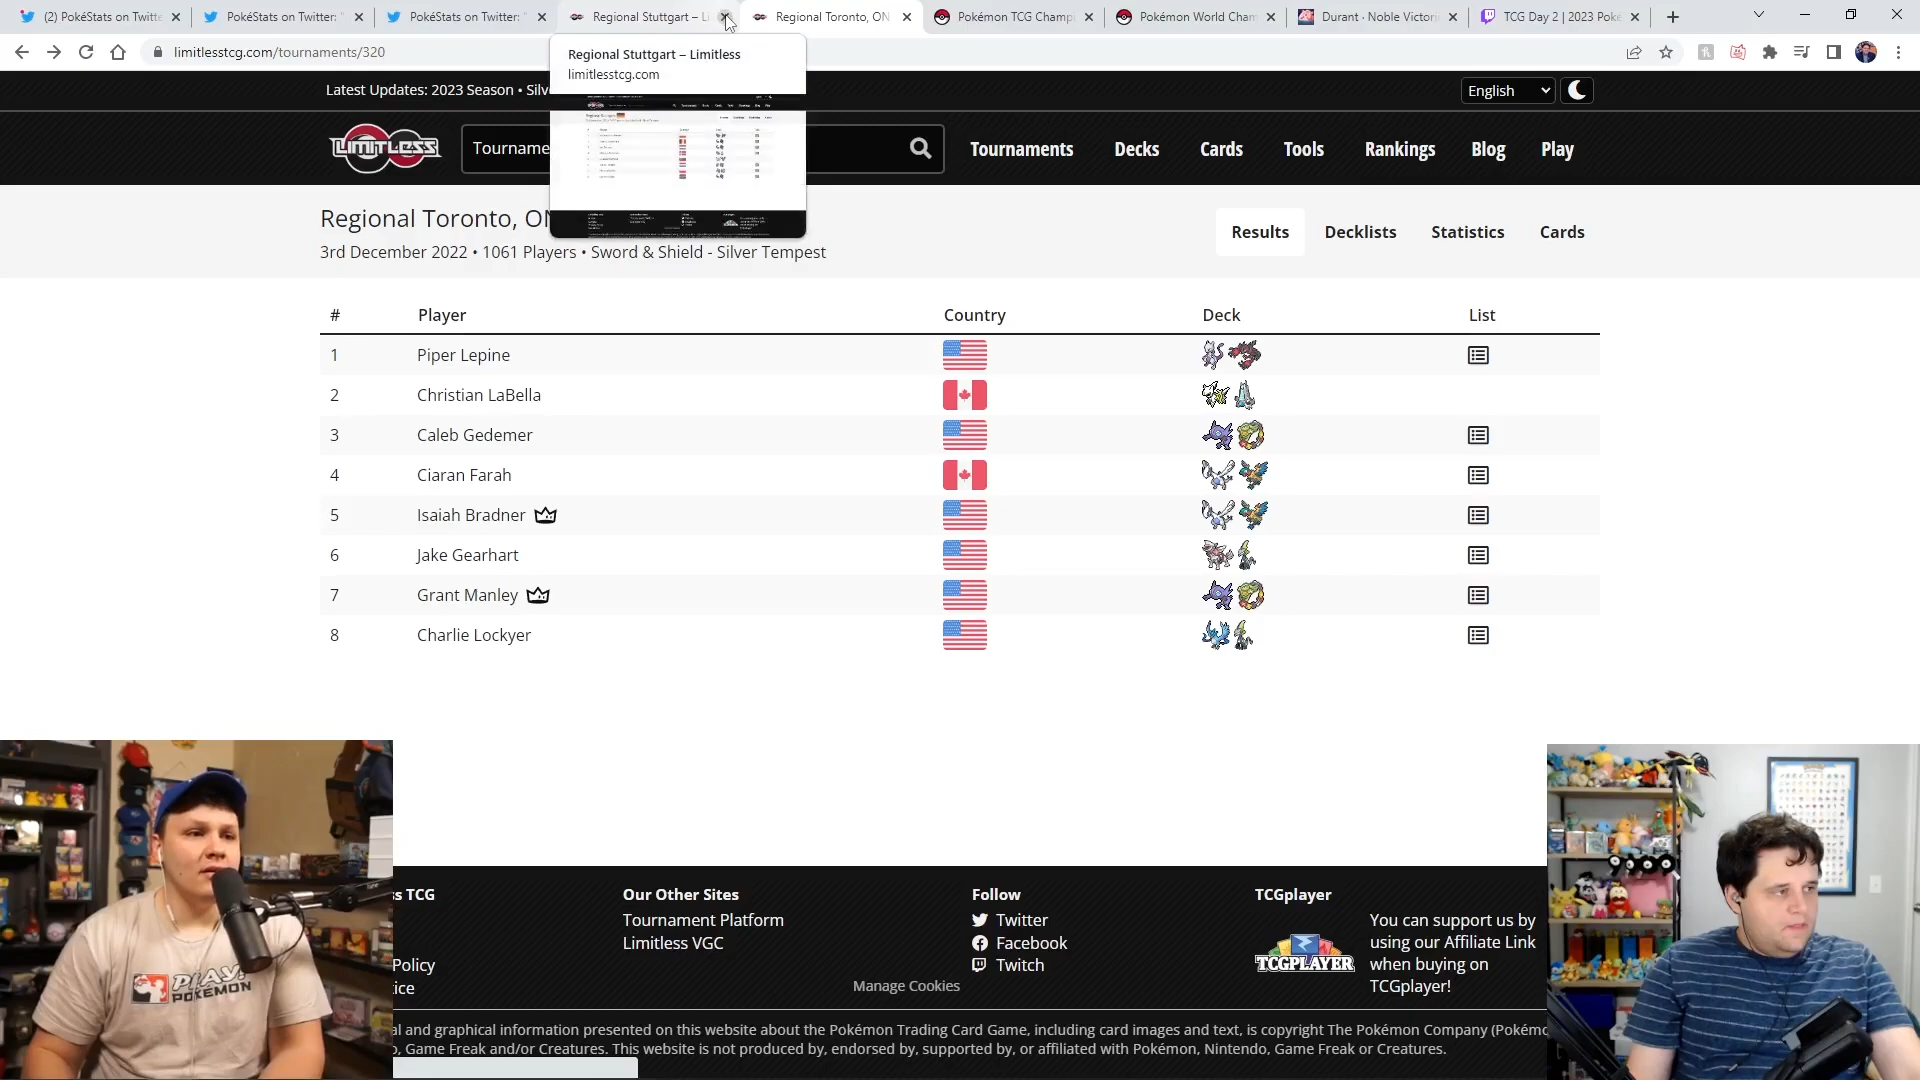 (2) PokéStats on Twitte
PokéStats on Twitter: "
PokéStats on Twitter: "
Regional Stuttgart – Li
Regional Toronto, ON
Pokémon TCG Champi
Pokémon World Cham
Durant · Noble Victori
TCG Day 2 | 2023 Poké
limitlesstcg.com/tournaments/320
Regional Stuttgart – Limitless
limitlesstcg.com
Latest Updates: 2023 Season • Silv
English
LIMITLESS
Tourname
Tournaments
Decks
Cards
Tools
Rankings
Blog
Play
Regional Toronto, ON
3rd December 2022 • 1061 Players • Sword & Shield - Silver Tempest
Results
Decklists
Statistics
Cards
# Player Country Deck List
1 Piper Lepine
2 Christian LaBella
3 Caleb Gedemer
4 Ciaran Farah
5 Isaiah Bradner
6 Jake Gearhart
7 Grant Manley
8 Charlie Lockyer
PLAY!
POKÉMON
s TCG
Policy
ice
Our Other Sites
Tournament Platform
Limitless VGC
Follow
Twitter
Facebook
Twitch
Manage Cookies
TCGplayer
TCGPLAYER
You can support us by
using our Affiliate Link
when buying on
TCGplayer!
al and graphical information presented on this website about the Pokémon Trading Card Game, including card images and text, is copyright The Pokémon Company (Pokémo
o, Game Freak and/or Creatures. This website is not produced by, endorsed by, supported by, or affiliated with Pokémon, Nintendo, Game Freak or Creatures.